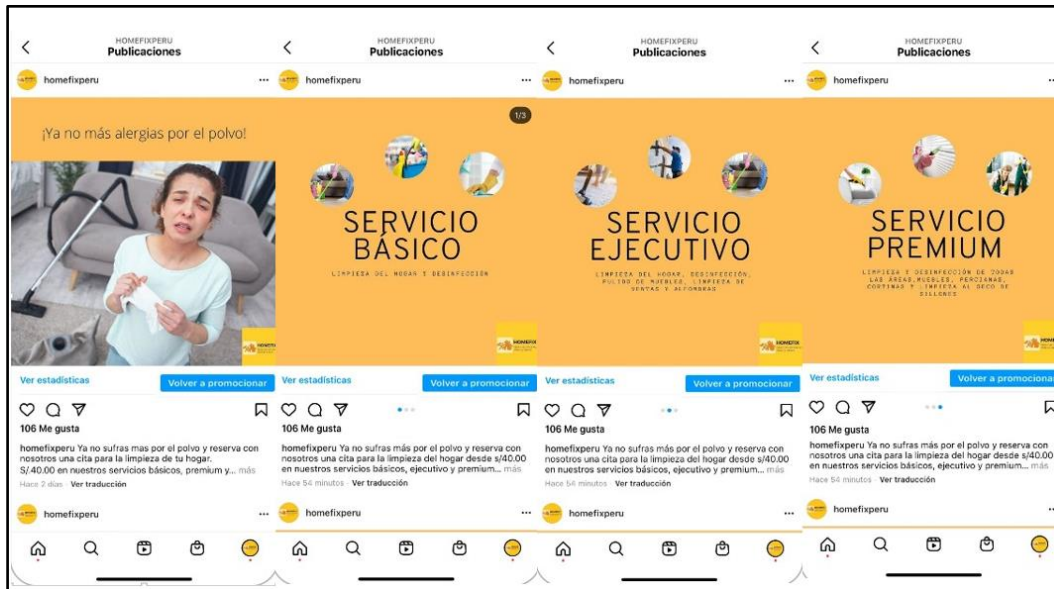 HOMEFIXPERU
Publicaciones
homefixperu
¡Ya no más alergias por el polvo!
HOMEFIX
Ver estadísticas
Volver a promocionar
106 Me gusta
homefixperu Ya no sufras mas por el polvo y reserva con
nosotros una cita para la limpieza de tu hogar.
S/.40.00 en nuestros servicios básicos, premium y... más
Hace 2 días · Ver traducción
homefixperu
HOMEFIXPERU
Publicaciones
homefixperu
1/3
SERVICIO
BÁSICO
LIMPIEZA DEL HOGAR Y DESINFECCIÓN
HOMEFIX
Ver estadísticas
Volver a promocionar
106 Me gusta
homefixperu Ya no sufras más por el polvo y reserva con
nosotros una cita para la limpieza del hogar desde s/40.00
en nuestros servicios básicos, ejecutivo y premium... más
Hace 54 minutos · Ver traducción
homefixperu
HOMEFIXPERU
Publicaciones
homefixperu
SERVICIO
EJECUTIVO
LIMPIEZA DEL HOGAR, DESINFECCIÓN,
PULIDO DE MUEBLES, LIMPIEZA DE
VENTAS Y ALFOMBRAS
HOMEFIX
Ver estadísticas
Volver a promocionar
106 Me gusta
homefixperu Ya no sufras más por el polvo y reserva con
nosotros una cita para la limpieza del hogar desde s/40.00
en nuestros servicios básicos, ejecutivo y premium... más
Hace 54 minutos · Ver traducción
homefixperu
HOMEFIXPERU
Publicaciones
homefixperu
SERVICIO
PREMIUM
LIMPIEZA Y DESINFECCIÓN DE TODAS
LAS ÁREAS,MUEBLES, PERCIANAS,
CORTINAS Y LIMPIEZA AL SECO DE
SILLONES
HOMEFIX
Ver estadísticas
Volver a promocionar
106 Me gusta
homefixperu Ya no sufras más por el polvo y reserva con
nosotros una cita para la limpieza del hogar desde s/40.00
en nuestros servicios básicos, ejecutivo y premium... más
Hace 54 minutos · Ver traducción
homefixperu